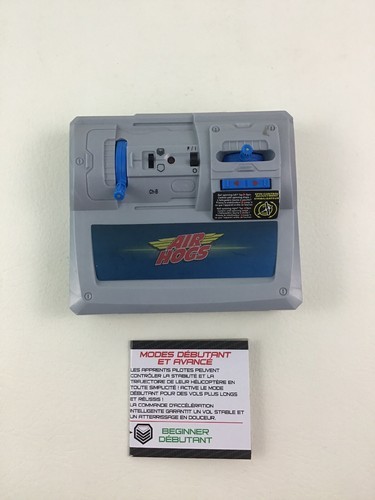 AIR
HOGS
MODES DÉBUTANT
ET AVANCÉ
LES APPRENTIS PILOTES PEUVENT
CONTRÔLER LA STABILITÉ ET LA
TRAJECTOIRE DE LEUR HÉLICOPTÈRE EN
TOUTE SIMPLICITÉ ! ACTIVE LE MODE
DÉBUTANT POUR DES VOLS PLUS LONGS
ET RÉUSSIS !
LA COMMANDE D'ACCÉLÉRATION
INTELLIGENTE GARANTIT UN VOL STABLE ET
UN ATTERRISSAGE EN DOUCEUR.
BEGINNER
DÉBUTANT